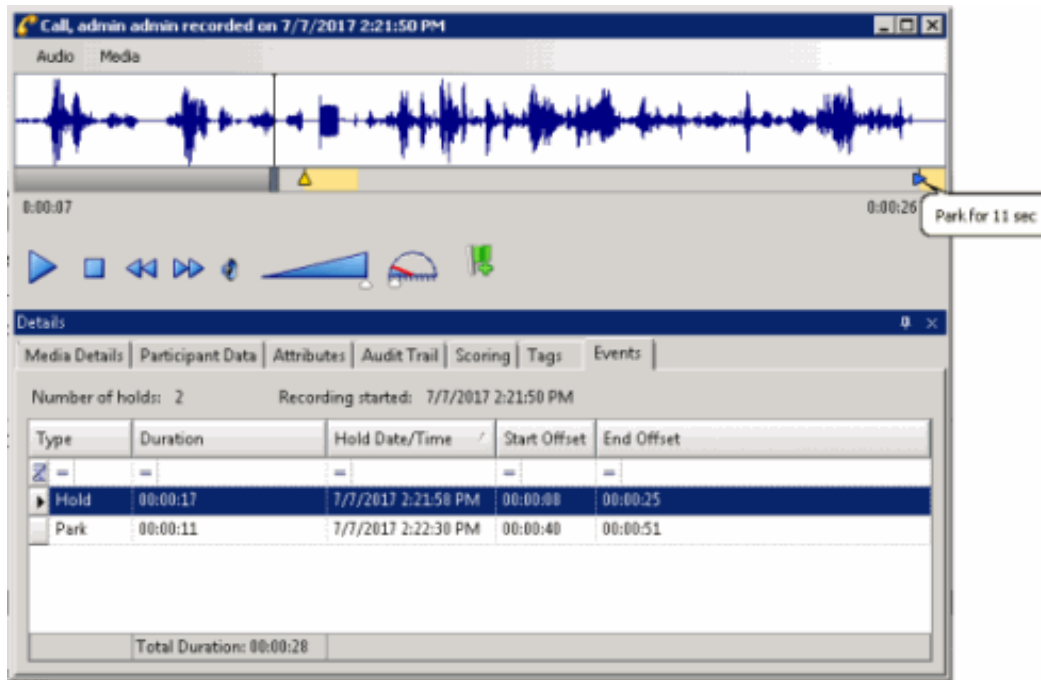 Call, admin admin recorded on 7/7/2017 2:21:50 PM
Audio Media
0:00:07 0:00:26
Park for 11 sec
Details
Media Details Participant Data Attributes Audit Trail Scoring Tags Events
Number of holds: 2 Recording started: 7/7/2017 2:21:50 PM
Type Duration Hold Date/Time Start Offset End Offset
= = = = =
Hold 00:00:17 7/7/2017 2:21:58 PM 00:00:08 00:00:25
Park 00:00:11 7/7/2017 2:22:30 PM 00:00:40 00:00:51
Total Duration: 00:00:28